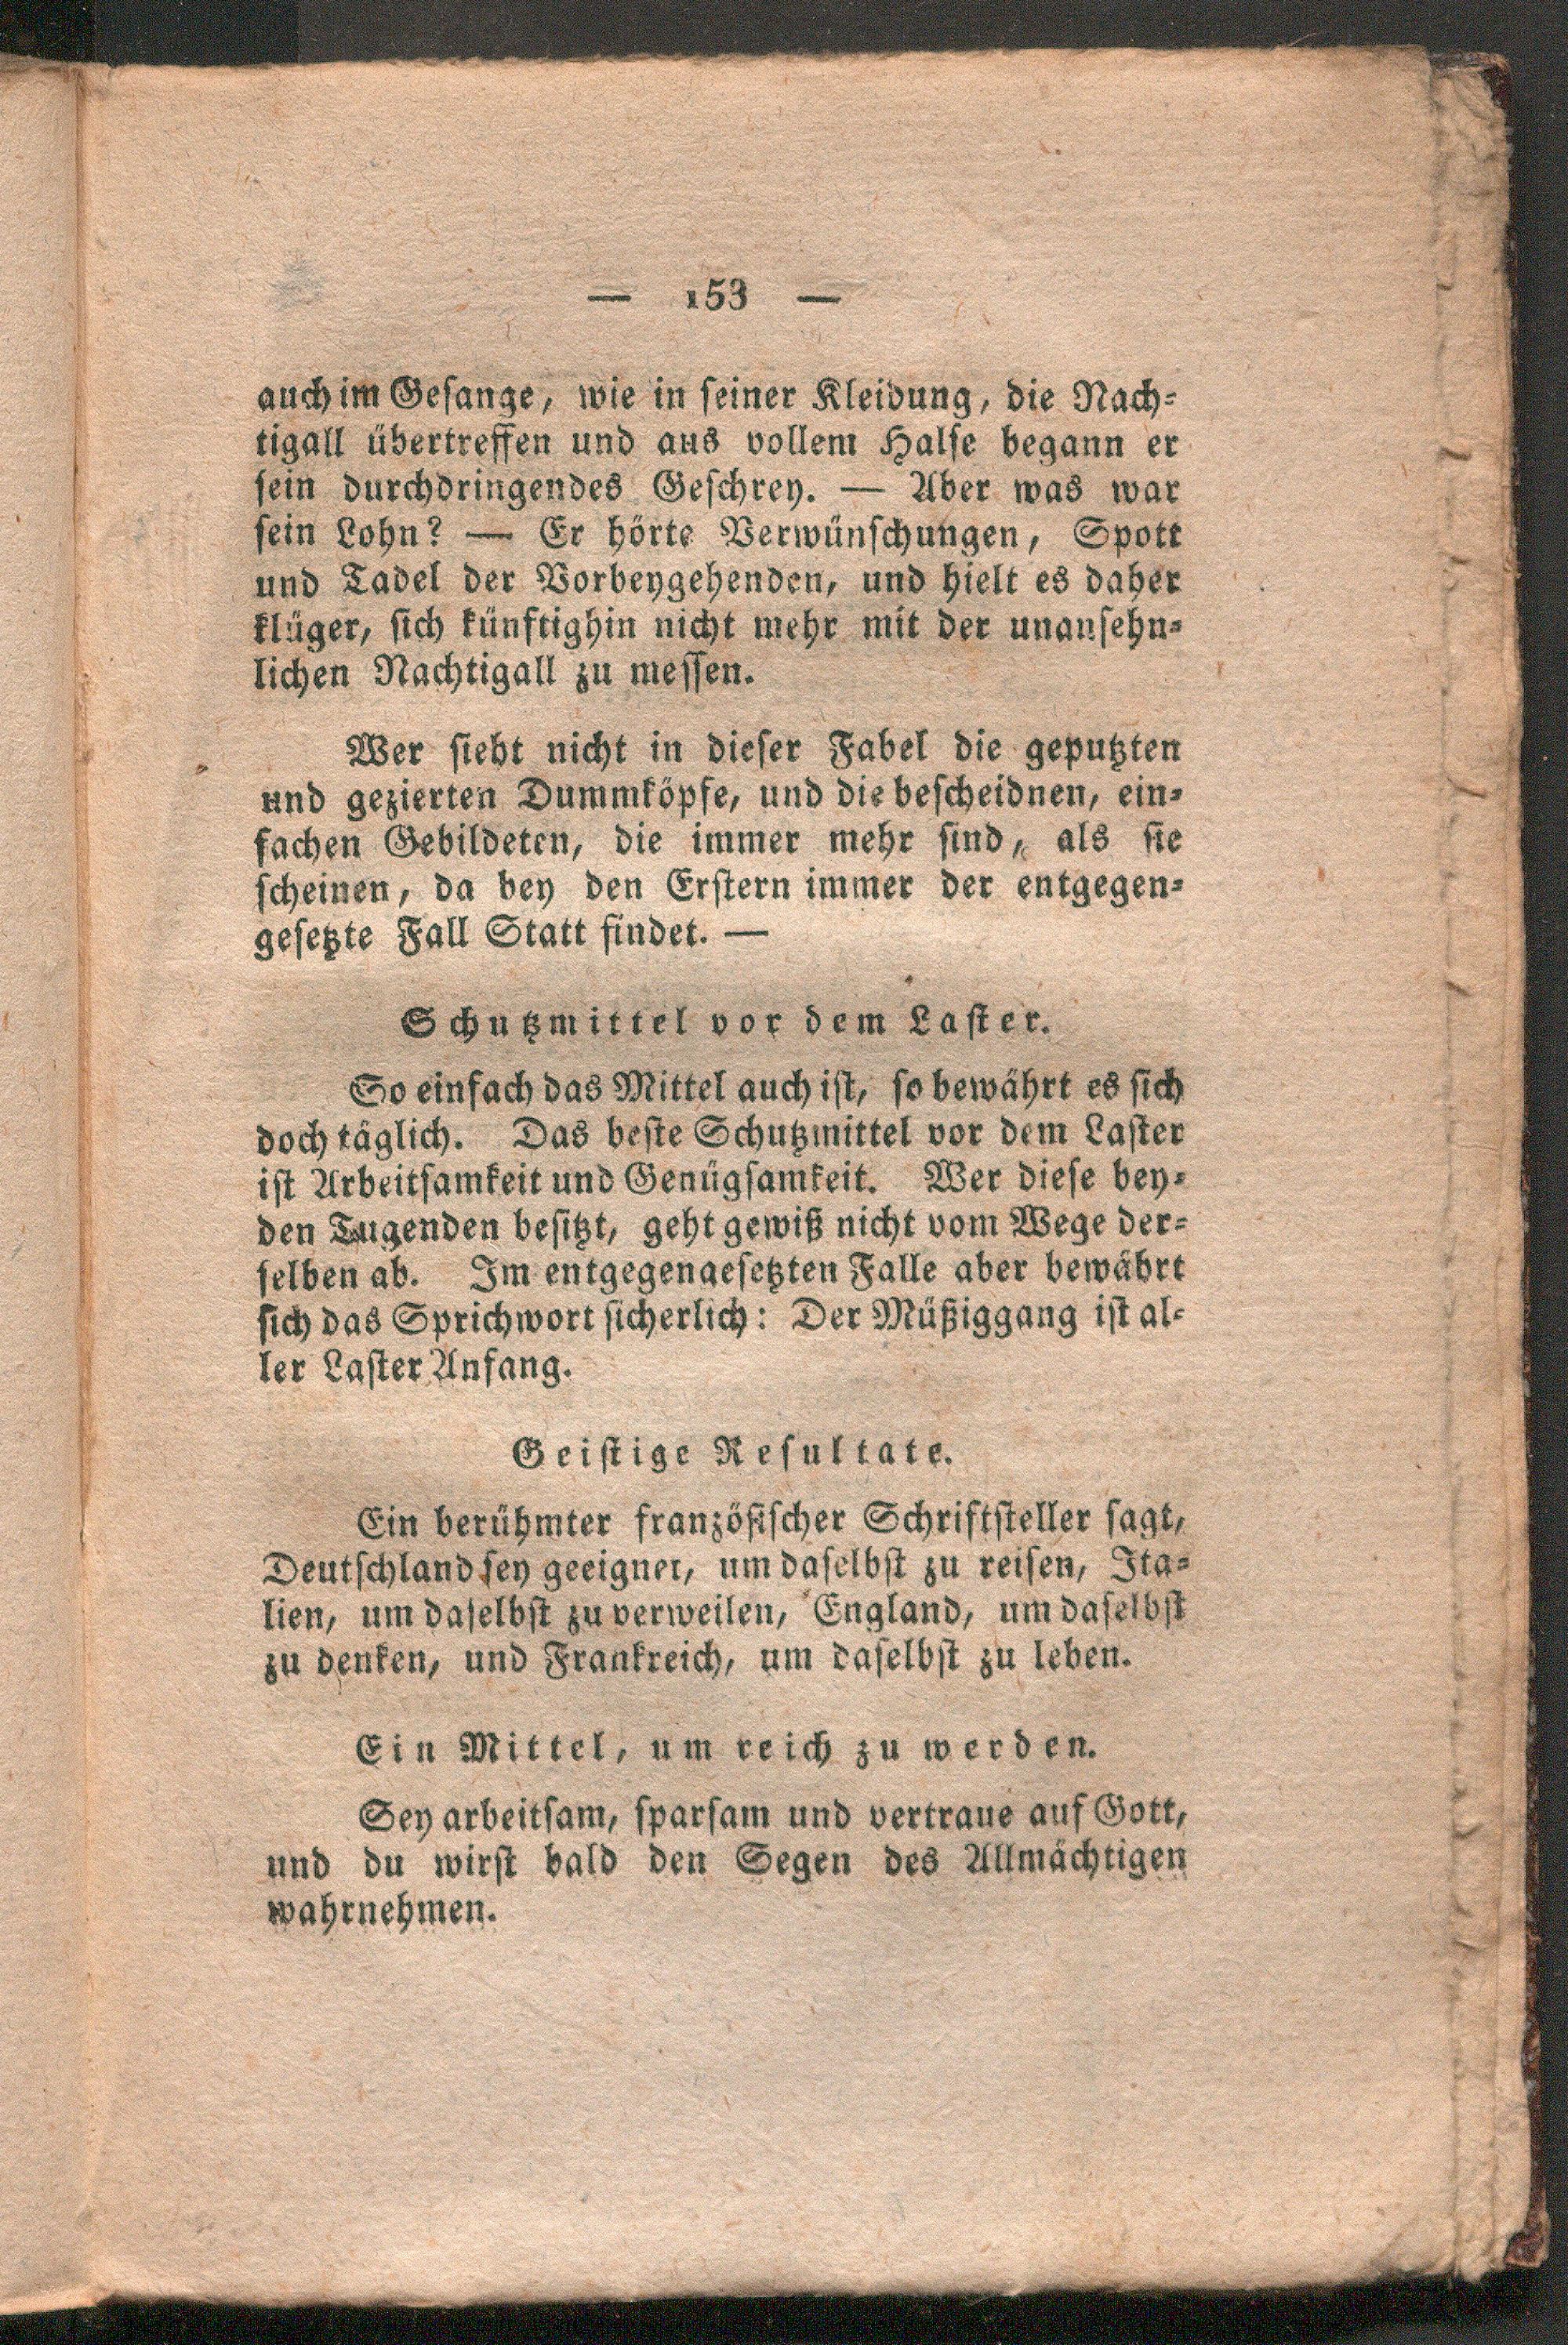 — 153 —
auch im Gesange, wie in seiner Kleidung, die Nach-
tigall übertreffen und aus vollem Halse begann er
sein durchdringendes Geschrey. — Aber was war
sein Lohn? — Er hörte Verwünschungen, Spott
und Tadel der Vorbeygehenden, und hielt es daher
klüger, sich künftighin nicht mehr mit der unansehn-
lichen Nachtigall zu messen.
Wer sieht nicht in dieser Fabel die geputzten
und gezierten Dummköpfe, und die bescheidnen, ein-
fachen Gebildeten, die immer mehr sind, als sie
scheinen, da bey den Erstern immer der entgegen-
gesetzte Fall Statt findet. —
Schutzmittel vor dem Laster.
So einfach das Mittel auch ist, so bewährt es sich
doch täglich. Das beste Schutzmittel vor dem Laster
ist Arbeitsamkeit und Genügsamkeit. Wer diese bey-
den Tugenden besitzt, geht gewiß nicht vom Wege der-
selben ab. Im entgegengesetzten Falle aber bewährt
sich das Sprichwort sicherlich: Der Müßiggang ist al-
ler Laster Anfang.
Geistige Resultate.
Ein berühmter französischer Schriftsteller sagt,
Deutschland sey geeignet, um daselbst zu reisen, Ita-
lien, um daselbst zu verweilen, England, um daselbst
zu denken, und Frankreich, um daselbst zu leben.
Ein Mittel, um reich zu werden.
Sey arbeitsam, sparsam und vertraue auf Gott,
und du wirst bald den Segen des Allmächtigen
wahrnehmen.